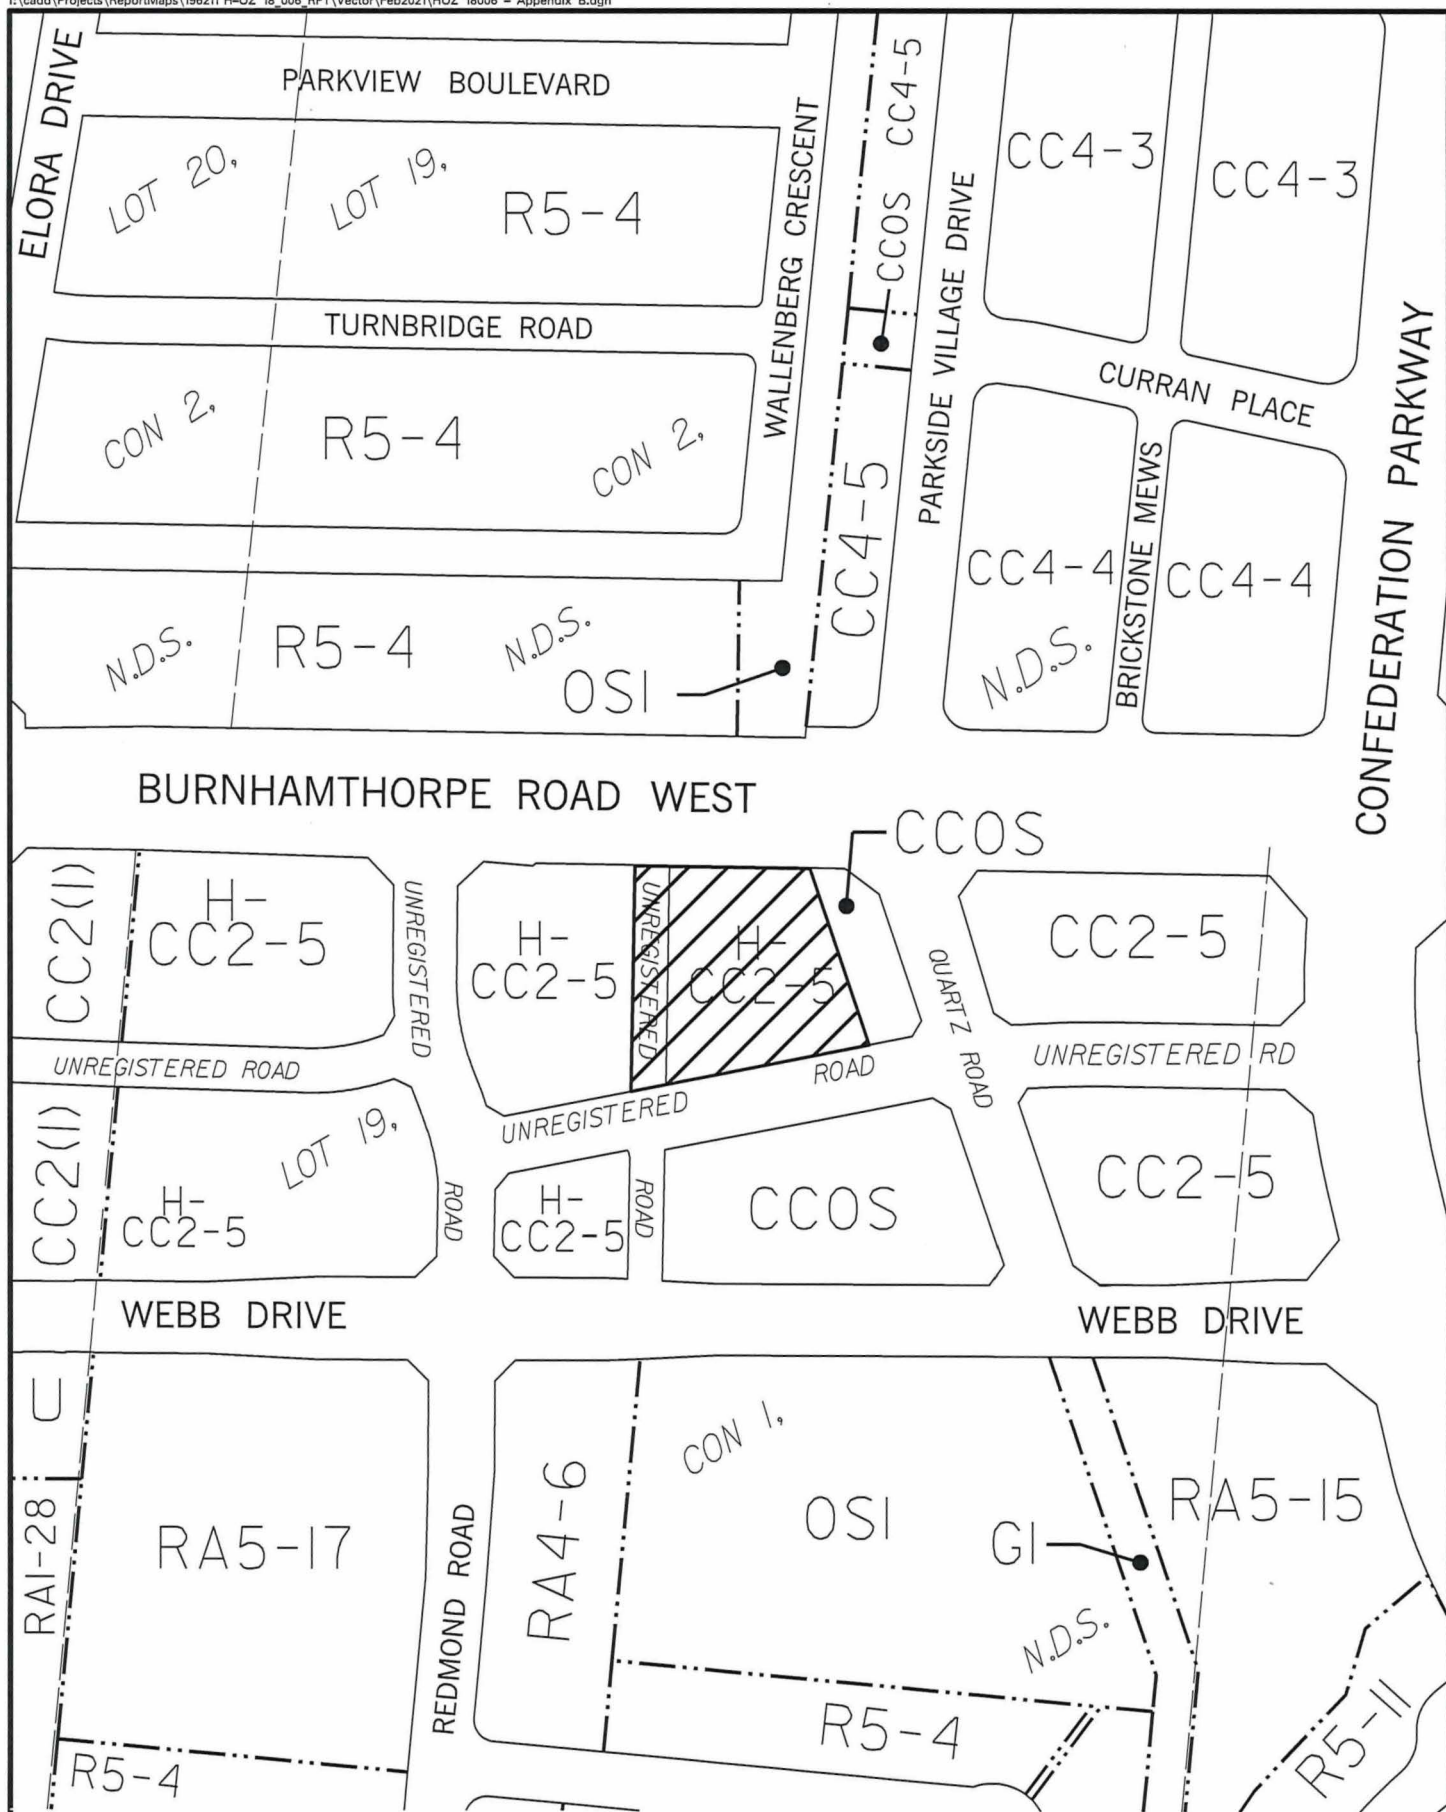 PARKVIEW BOULEVARD
ELORA DRIVE
LOT 20,
LOT 19,
R5-4
WALLENBERG CRESCENT
CC4-5
CCOS
PARKSIDE VILLAGE DRIVE
CC4-3
CC4-3
TURNBRIDGE ROAD
CURRAN PLACE
CONFEDERATION PARKWAY
CON 2,
R5-4
CON 2,
CC4-5
CC4-4
BRICKSTONE MEWS
CC4-4
N.D.S.
R5-4
N.D.S.
OS1
N.D.S.
BURNHAMTHORPE ROAD WEST
CCOS
CC2(1)
H-
CC2-5
UNREGISTERED
H-
CC2-5
UNREGISTERED
H-
CC2-5
QUARTZ ROAD
CC2-5
UNREGISTERED ROAD
UNREGISTERED
ROAD
UNREGISTERED RD
CC2(1)
LOT 19,
H-
CC2-5
ROAD
H-
CC2-5
ROAD
CCOS
CC2-5
WEBB DRIVE
WEBB DRIVE
U
RA1-28
RA5-17
REDMOND ROAD
RA4-6
CON 1,
OS1
G1
RA5-15
N.D.S.
R5-4
R5-4
R5-11